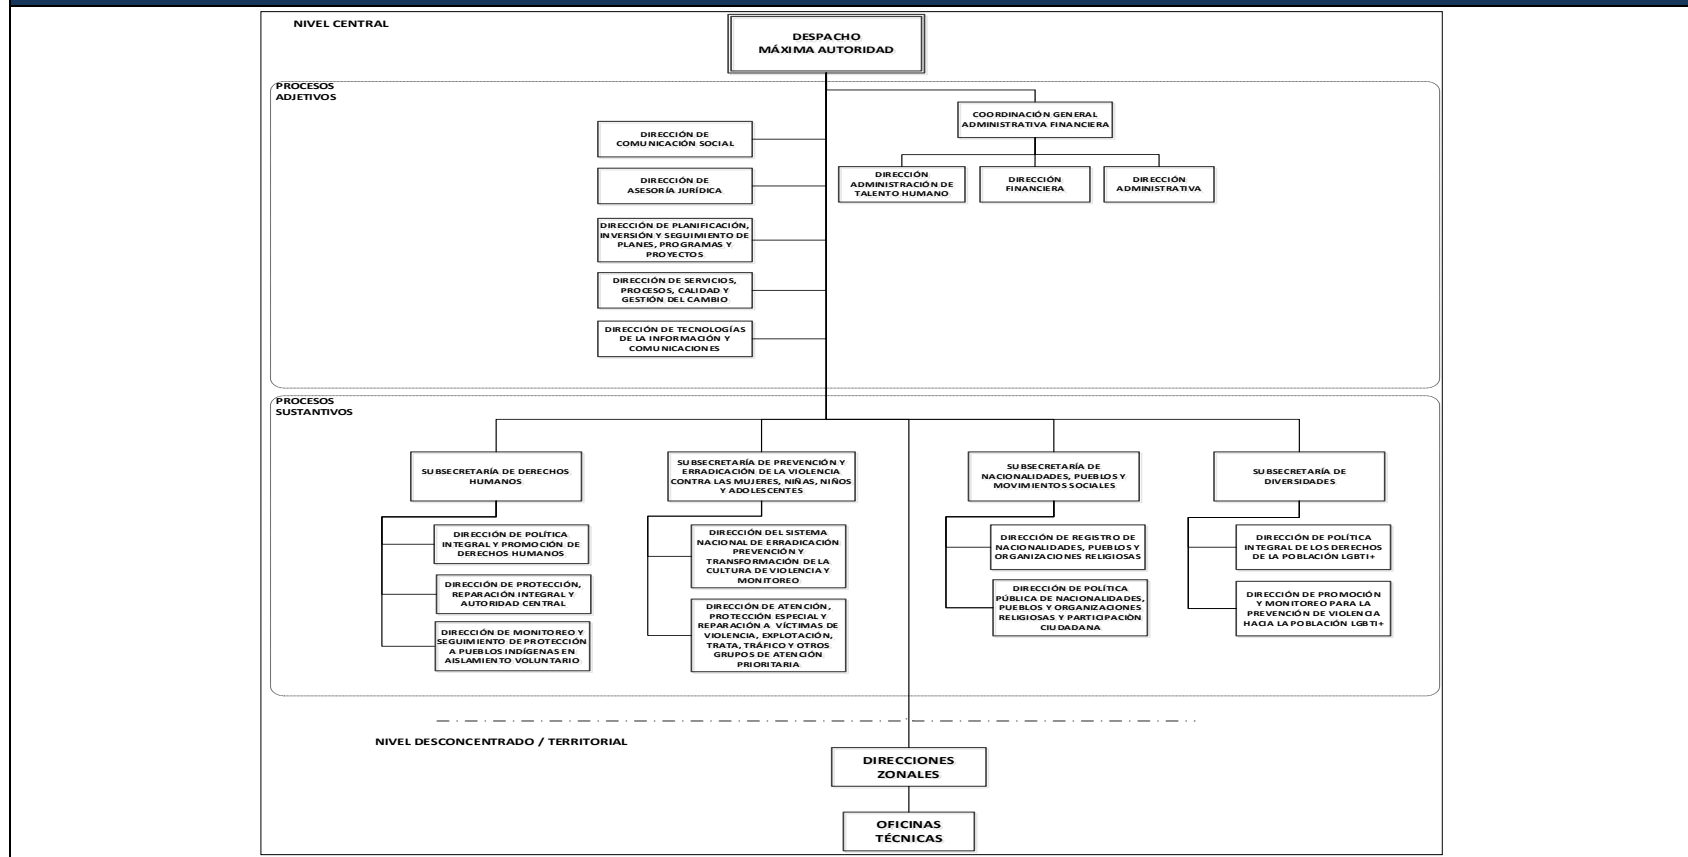 NIVEL CENTRAL
DESPACHO
MÁXIMA AUTORIDAD
PROCESOS
ADJETIVOS
COORDINACIÓN GENERAL
ADMINISTRATIVA FINANCIERA
DIRECCIÓN DE
COMUNICACIÓN SOCIAL
DIRECCIÓN DE
ASESORÍA JURÍDICA
DIRECCIÓN
ADMINISTRACIÓN DE
TALENTO HUMANO
DIRECCIÓN
FINANCIERA
DIRECCIÓN
ADMINISTRATIVA
DIRECCIÓN DE PLANIFICACIÓN,
INVERSIÓN Y SEGUIMIENTO DE
PLANES, PROGRAMAS Y
PROYECTOS
DIRECCIÓN DE SERVICIOS,
PROCESOS, CALIDAD Y
GESTIÓN DEL CAMBIO
DIRECCIÓN DE TECNOLOGÍAS
DE LA INFORMACIÓN Y
COMUNICACIONES
PROCESOS
SUSTANTIVOS
SUBSECRETARÍA DE DERECHOS
HUMANOS
SUBSECRETARÍA DE PREVENCIÓN Y
ERRADICACIÓN DE LA VIOLENCIA
CONTRA LAS MUJERES, NIÑAS, NIÑOS
Y ADOLESCENTES
SUBSECRETARÍA DE
NACIONALIDADES, PUEBLOS Y
MOVIMIENTOS SOCIALES
SUBSECRETARÍA DE
DIVERSIDADES
DIRECCIÓN DE POLÍTICA
INTEGRAL Y PROMOCIÓN DE
DERECHOS HUMANOS
DIRECCIÓN DE PROTECCIÓN,
REPARACIÓN INTEGRAL Y
AUTORIDAD CENTRAL
DIRECCIÓN DE MONITOREO Y
SEGUIMIENTO DE PROTECCIÓN
A PUEBLOS INDÍGENAS EN
AISLAMIENTO VOLUNTARIO
DIRECCIÓN DEL SISTEMA
NACIONAL DE ERRADICACIÓN
PREVENCIÓN Y
TRANSFORMACIÓN DE LA
CULTURA DE VIOLENCIA Y
MONITOREO
DIRECCIÓN DE ATENCIÓN,
PROTECCIÓN ESPECIAL Y
REPARACIÓN A VÍCTIMAS DE
VIOLENCIA, EXPLOTACIÓN,
TRATA, TRÁFICO Y OTROS
GRUPOS DE ATENCIÓN
PRIORITARIA
DIRECCIÓN DE REGISTRO DE
NACIONALIDADES, PUEBLOS Y
ORGANIZACIONES RELIGIOSAS
DIRECCIÓN DE POLÍTICA
PÚBLICA DE NACIONALIDADES,
PUEBLOS Y ORGANIZACIONES
RELIGIOSAS Y PARTICIPACIÒN
CIUDADANA
DIRECCIÓN DE POLÍTICA
INTEGRAL DE LOS DERECHOS
DE LA POBLACIÓN LGBTI+
DIRECCIÓN DE PROMOCIÓN
Y MONITOREO PARA LA
PREVENCIÓN DE VIOLENCIA
HACIA LA POBLACIÓN LGBTI+
NIVEL DESCONCENTRADO / TERRITORIAL
DIRECCIONES
ZONALES
OFICINAS
TÉCNICAS